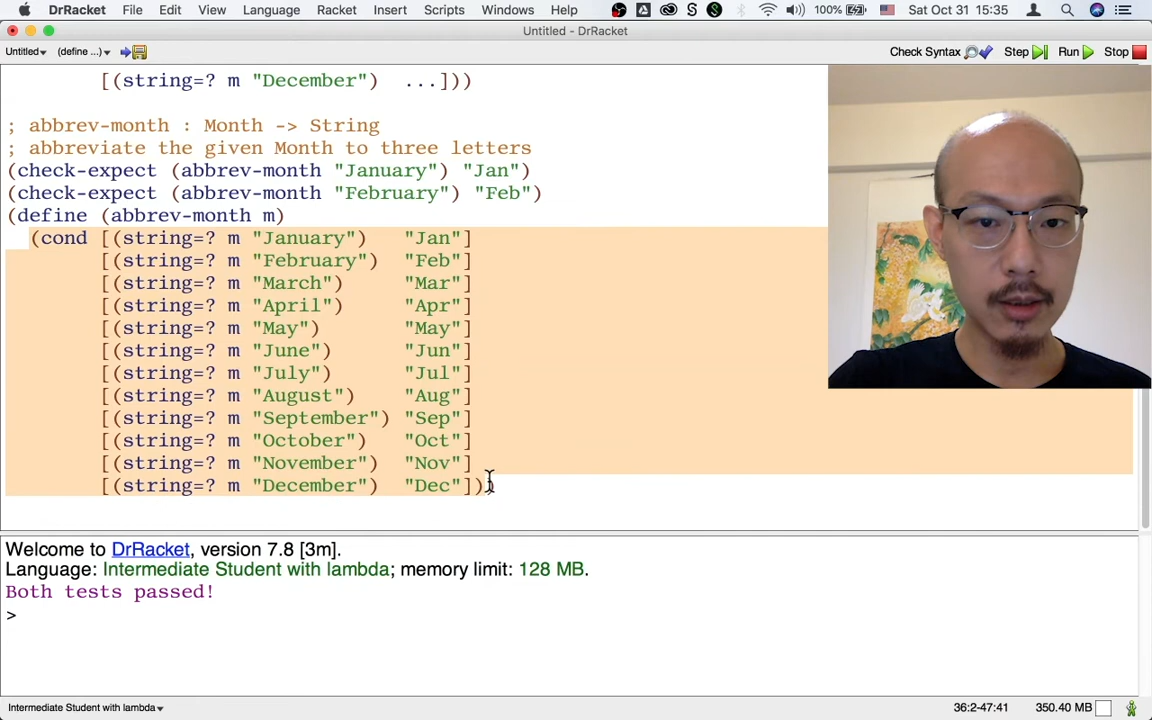 DrRacket File Edit View Language Racket Insert Scripts Windows Help 100% Sat Oct 31 15:35
Untitled - DrRacket
Untitled (define ...) Check Syntax Step Run Stop
[(string=? m "December") ...]))
; abbrev-month : Month -> String
; abbreviate the given Month to three letters
(check-expect (abbrev-month "January") "Jan")
(check-expect (abbrev-month "February") "Feb")
(define (abbrev-month m)
(cond [(string=? m "January") "Jan"]
[(string=? m "February") "Feb"]
[(string=? m "March") "Mar"]
[(string=? m "April") "Apr"]
[(string=? m "May") "May"]
[(string=? m "June") "Jun"]
[(string=? m "July") "Jul"]
[(string=? m "August") "Aug"]
[(string=? m "September") "Sep"]
[(string=? m "October") "Oct"]
[(string=? m "November") "Nov"]
[(string=? m "December") "Dec"]))
Welcome to DrRacket, version 7.8 [3m].
Language: Intermediate Student with lambda; memory limit: 128 MB.
Both tests passed!
>
Intermediate Student with lambda 36:2-47:41 350.40 MB